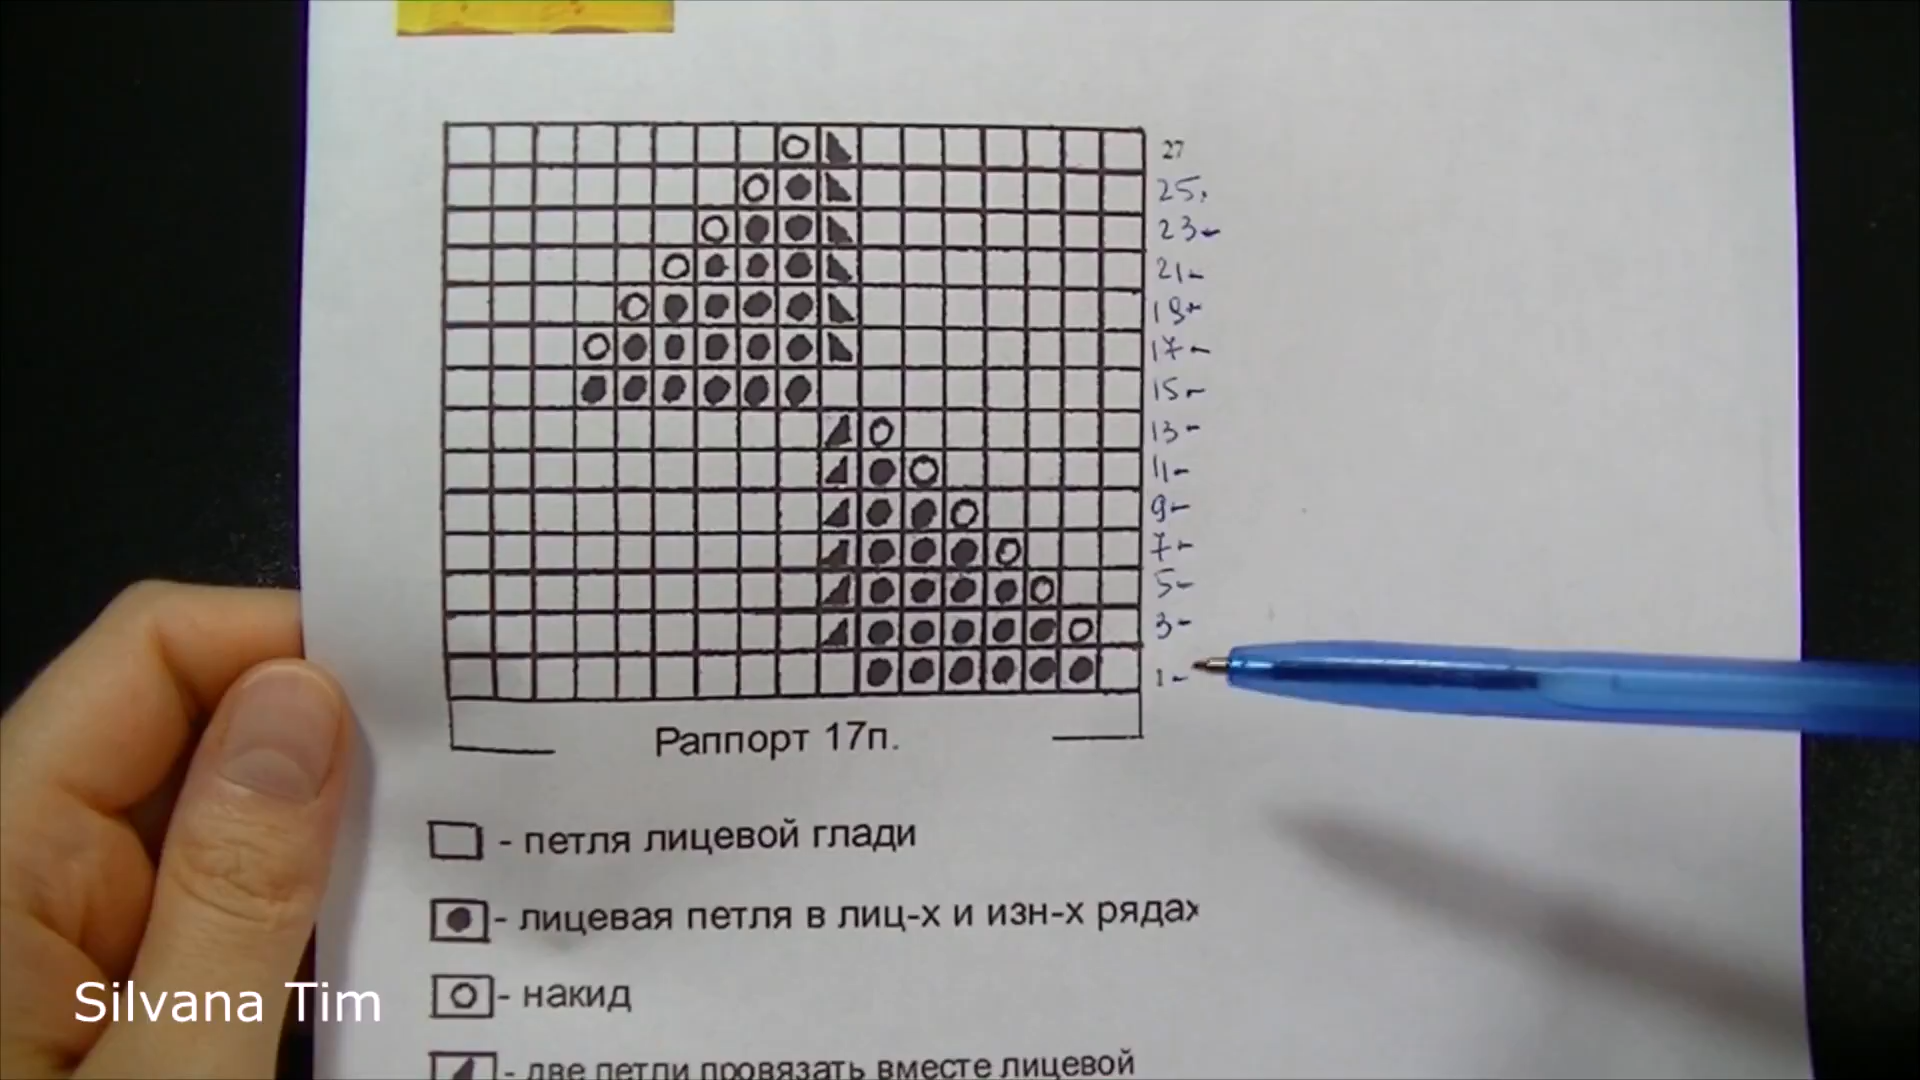 27
25
23
21
19
17
15
13
11
9
7
5
3
1
Раппорт 17п.
- петля лицевой глади
- лицевая петля в лиц-х и изн-х рядах
- накид
- две петли провязать вместе лицевой
Silvana Tim